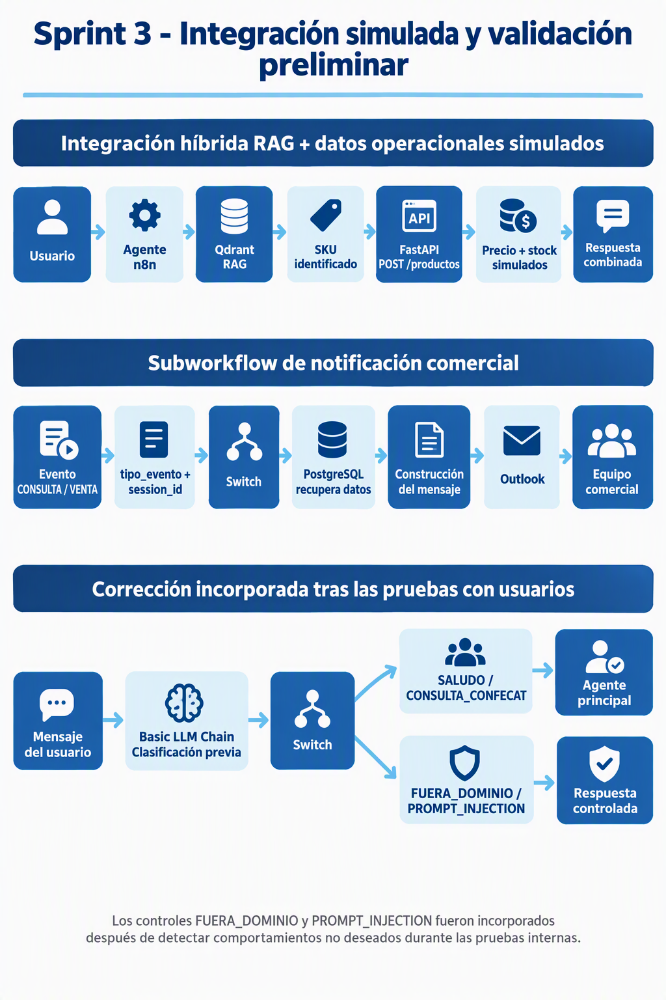 Sprint 3 - Integración simulada y validación
preliminar
Integración híbrida RAG + datos operacionales simulados
Usuario
Agente
n8n
Qdrant
RAG
SKU
identificado
API
FastAPI
POST /productos
$
Precio + stock
simulados
Respuesta
combinada
Subworkflow de notificación comercial
Evento
CONSULTA / VENTA
tipo_evento +
session_id
Switch
PostgreSQL
recupera datos
Construcción
del mensaje
Outlook
Equipo
comercial
Corrección incorporada tras las pruebas con usuarios
Mensaje
del usuario
Basic LLM Chain
Clasificación previa
Switch
SALUDO /
CONSULTA_CONFECAT
Agente
principal
FUERA_DOMINIO /
PROMPT_INJECTION
Respuesta
controlada
Los controles FUERA_DOMINIO y PROMPT_INJECTION fueron incorporados
después de detectar comportamientos no deseados durante las pruebas internas.